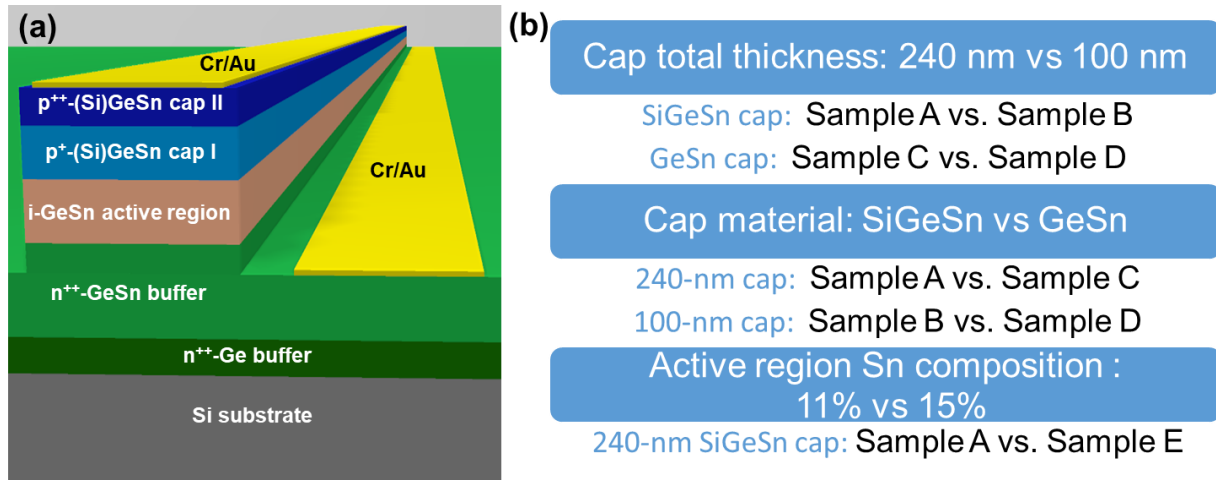 (a)
Cr/Au
p⁺⁺-(Si)GeSn cap II
p⁺-(Si)GeSn cap I
Cr/Au
i-GeSn active region
n⁺⁺-GeSn buffer
n⁺⁺-Ge buffer
Si substrate
(b)
Cap total thickness: 240 nm vs 100 nm
SiGeSn cap: Sample A vs. Sample B
GeSn cap: Sample C vs. Sample D
Cap material: SiGeSn vs GeSn
240-nm cap: Sample A vs. Sample C
100-nm cap: Sample B vs. Sample D
Active region Sn composition :
11% vs 15%
240-nm SiGeSn cap: Sample A vs. Sample E